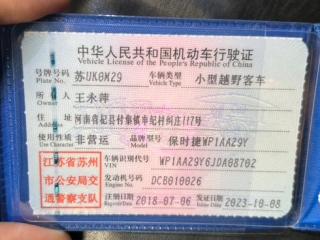 中华人民共和国机动车行驶证
Vehicle License of the People's Republic of China
号牌号码 苏UK0M29 车辆类型 小型越野客车
Plate No. Vehicle Type
所有人 王永萍
Owner
住址 河南省杞县付集镇申纪村纠庄117号
Address
使用性质 非营运 品牌型号 保时捷WP1AA29Y
Use Character Model
江苏省苏州
市公安局交
通警察支队
车辆识别代号 WP1AA29Y6JDA08702
VIN
发动机号码 DCB010026
Engine No.
注册日期 2018-07-06 发证日期 2023-10-08
Register Date Issue Date